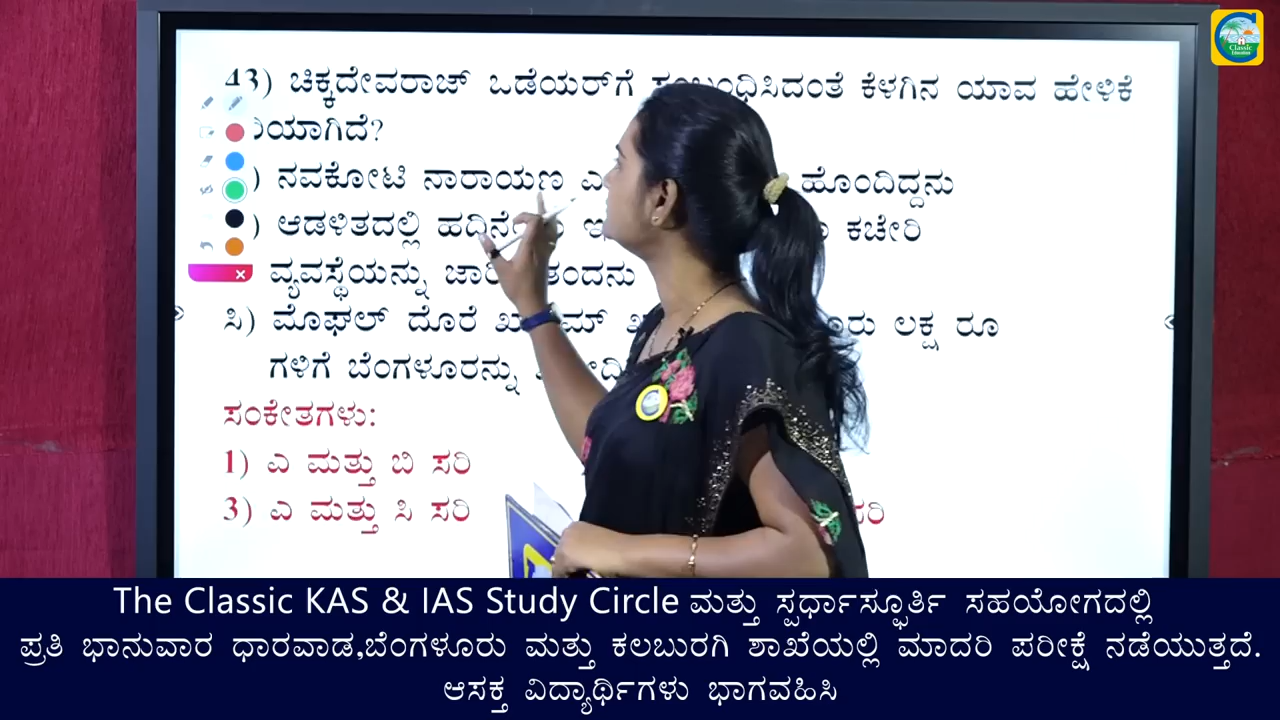 43) ಚಿಕ್ಕದೇವರಾಜ್ ಒಡೆಯರ್‌ಗೆ ಸಂಬಂಧಿಸಿದಂತೆ ಕೆಳಗಿನ ಯಾವ ಹೇಳಿಕೆ
) ನವಕೋಟಿ ನಾರಾಯಣ ಹೊಂದಿದ್ದನು
) ಆಡಳಿತದಲ್ಲಿ ಕಚೇರಿ
ವ್ಯವಸ್ಥೆಯನ್ನು ತಂದನು
ಸಿ) ಮೊಘಲ್ ದೊರೆ ಲಕ್ಷ ರೂ
ಗಳಿಗೆ ಬೆಂಗಳೂರನ್ನು
ಸಂಕೇತಗಳು:
1) ಎ ಮತ್ತು ಬಿ ಸರಿ
3) ಎ ಮತ್ತು ಸಿ ಸರಿ
Classic
Education
The Classic KAS & IAS Study Circle ಮತ್ತು ಸ್ಪರ್ಧಾಸ್ಫೂರ್ತಿ ಸಹಯೋಗದಲ್ಲಿ
ಪ್ರತಿ ಭಾನುವಾರ ಧಾರವಾಡ,ಬೆಂಗಳೂರು ಮತ್ತು ಕಲಬುರಗಿ ಶಾಖೆಯಲ್ಲಿ ಮಾದರಿ ಪರೀಕ್ಷೆ ನಡೆಯುತ್ತದೆ.
ಆಸಕ್ತ ವಿದ್ಯಾರ್ಥಿಗಳು ಭಾಗವಹಿಸಿ